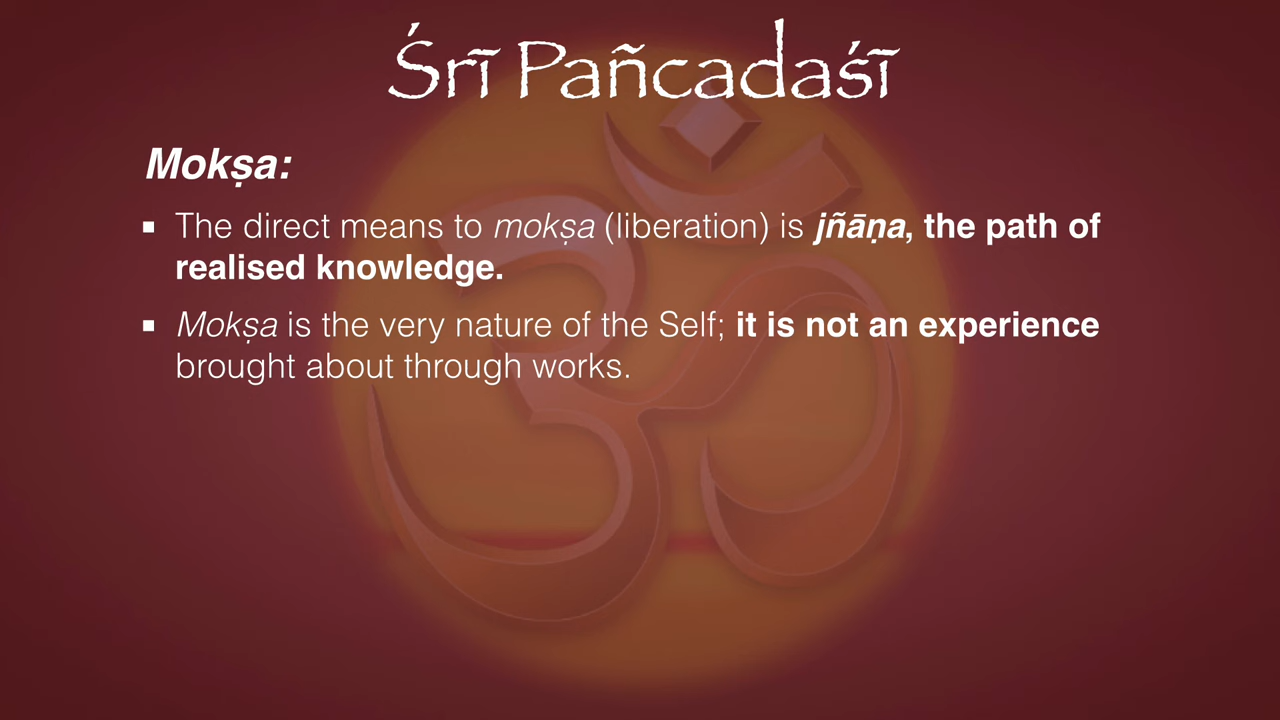 Śrī Pañcadaśī
Mokṣa:
▪ The direct means to mokṣa (liberation) is jñāṇa, the path of
realised knowledge.
▪ Mokṣa is the very nature of the Self; it is not an experience
brought about through works.
ॐ